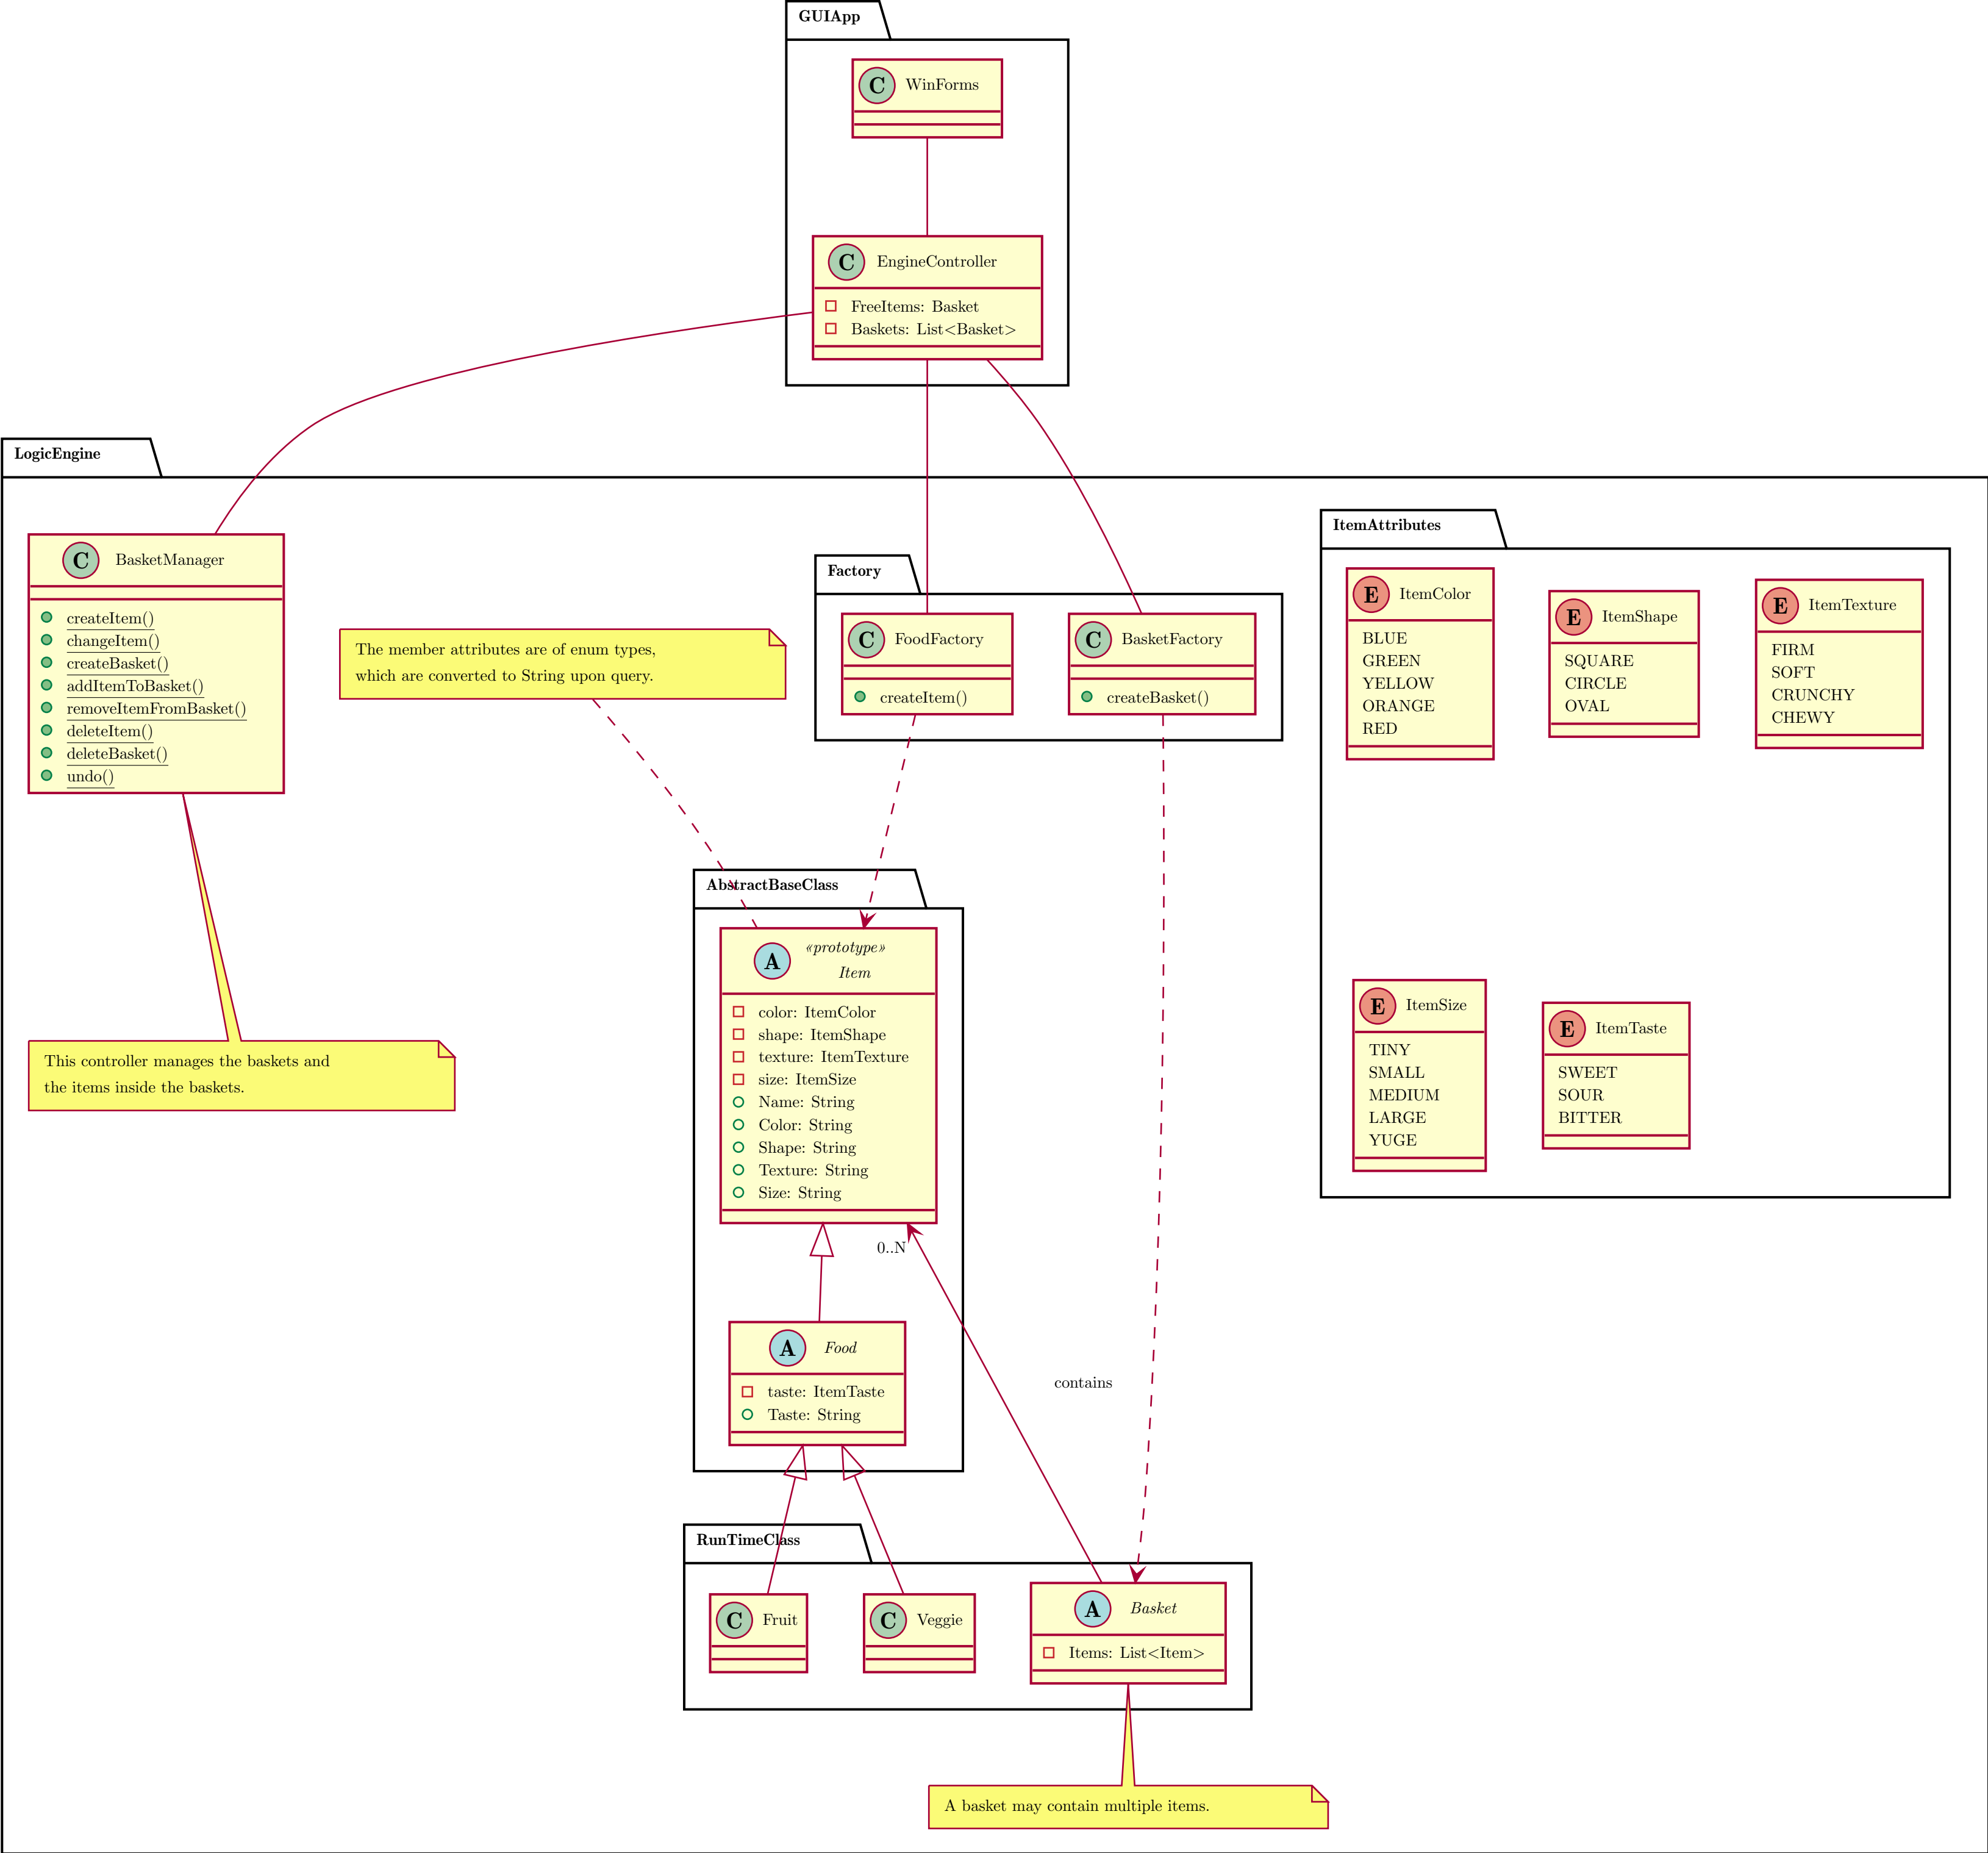 GUIApp
C WinForms
C EngineController
FreeItems: Basket
Baskets: List<Basket>
LogicEngine
C BasketManager
createItem()
changeItem()
createBasket()
addItemToBasket()
removeItemFromBasket()
deleteItem()
deleteBasket()
undo()
The member attributes are of enum types,
which are converted to String upon query.
Factory
C FoodFactory
createItem()
C BasketFactory
createBasket()
ItemAttributes
E ItemColor
BLUE
GREEN
YELLOW
ORANGE
RED
E ItemShape
SQUARE
CIRCLE
OVAL
E ItemTexture
FIRM
SOFT
CRUNCHY
CHEWY
E ItemSize
TINY
SMALL
MEDIUM
LARGE
YUGE
E ItemTaste
SWEET
SOUR
BITTER
This controller manages the baskets and
the items inside the baskets.
AbstractBaseClass
«prototype»
A Item
color: ItemColor
shape: ItemShape
texture: ItemTexture
size: ItemSize
Name: String
Color: String
Shape: String
Texture: String
Size: String
0..N
A Food
taste: ItemTaste
Taste: String
contains
RunTimeClass
C Fruit
C Veggie
A Basket
Items: List<Item>
A basket may contain multiple items.